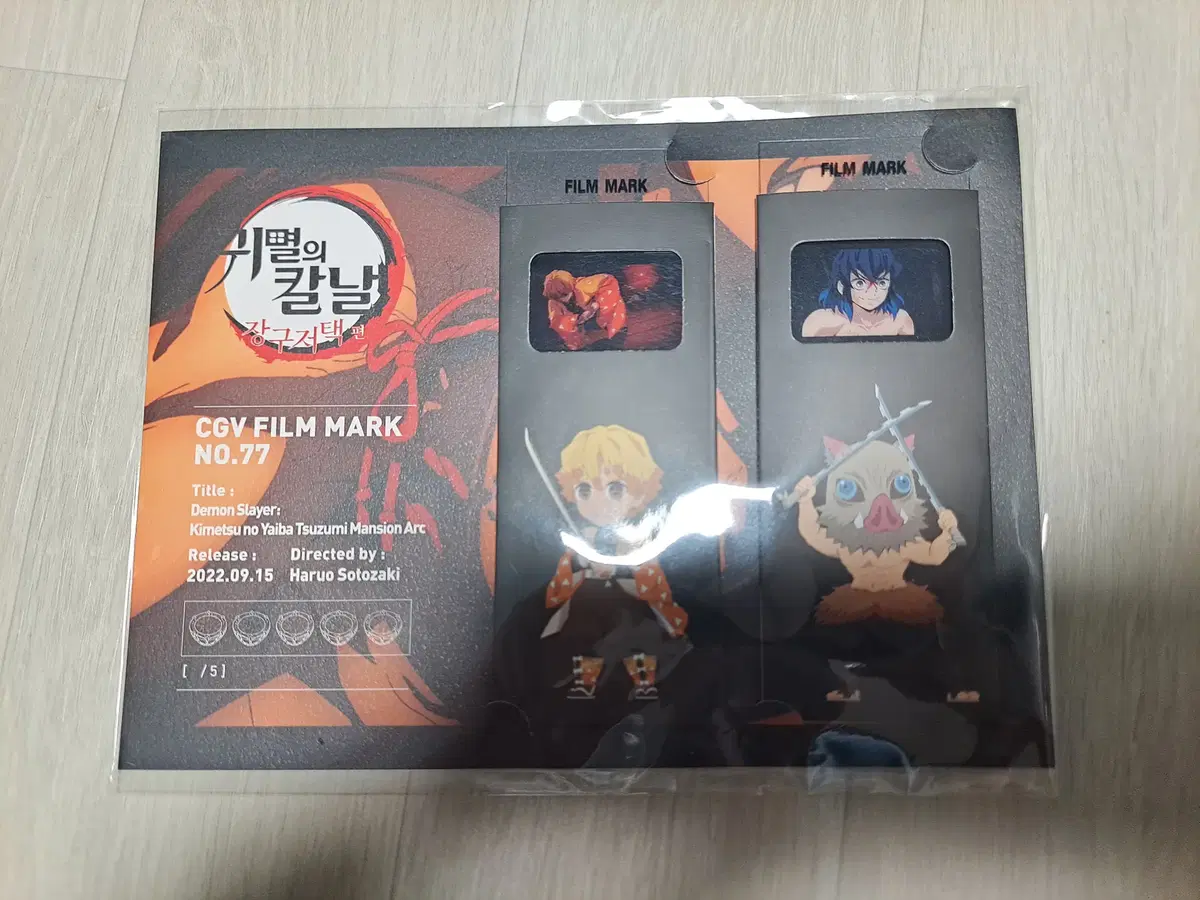 귀멸의
칼날
장구저택 편
CGV FILM MARK
NO.77
Title :
Demon Slayer:
Kimetsu no Yaiba Tsuzumi Mansion Arc
Release :
Directed by :
2022.09.15
Haruo Sotozaki
[ /5]
FILM MARK
FILM MARK